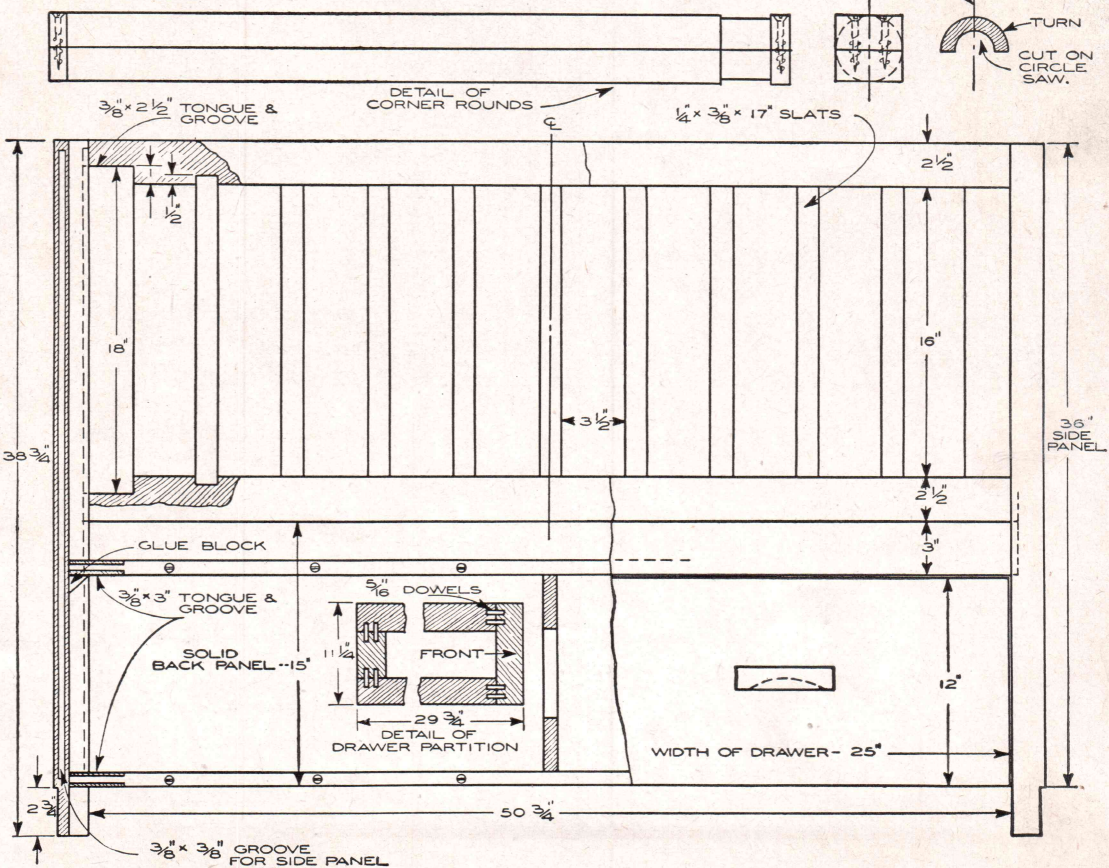 TURN
CUT ON
CIRCLE
SAW.
DETAIL OF
CORNER ROUNDS
3/8" x 2 1/2" TONGUE &
GROOVE
℄
1/4" x 3/8" x 17" SLATS
2 1/2"
1/2"
18"
16"
3 1/2"
38 3/4"
36"
SIDE
PANEL
2 1/2"
3"
GLUE BLOCK
3/8" x 3" TONGUE &
GROOVE
5/16 DOWELS
SOLID
BACK PANEL -- 15"
11 1/4"
FRONT
12"
29 3/4"
DETAIL OF
DRAWER PARTITION
WIDTH OF DRAWER - 25"
2 3/4"
50 3/4"
3/8" x 3/8" GROOVE
FOR SIDE PANEL